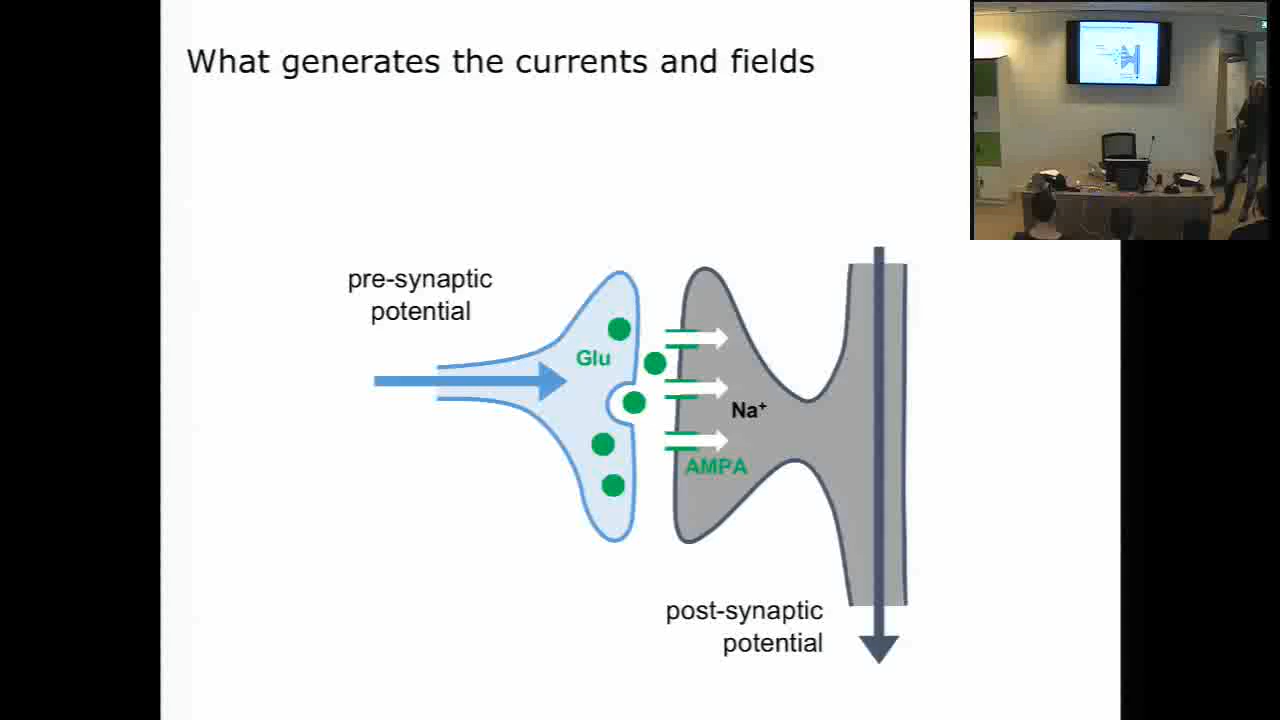 What generates the currents and fields
pre-synaptic
potential
Glu
Na⁺
AMPA
post-synaptic
potential